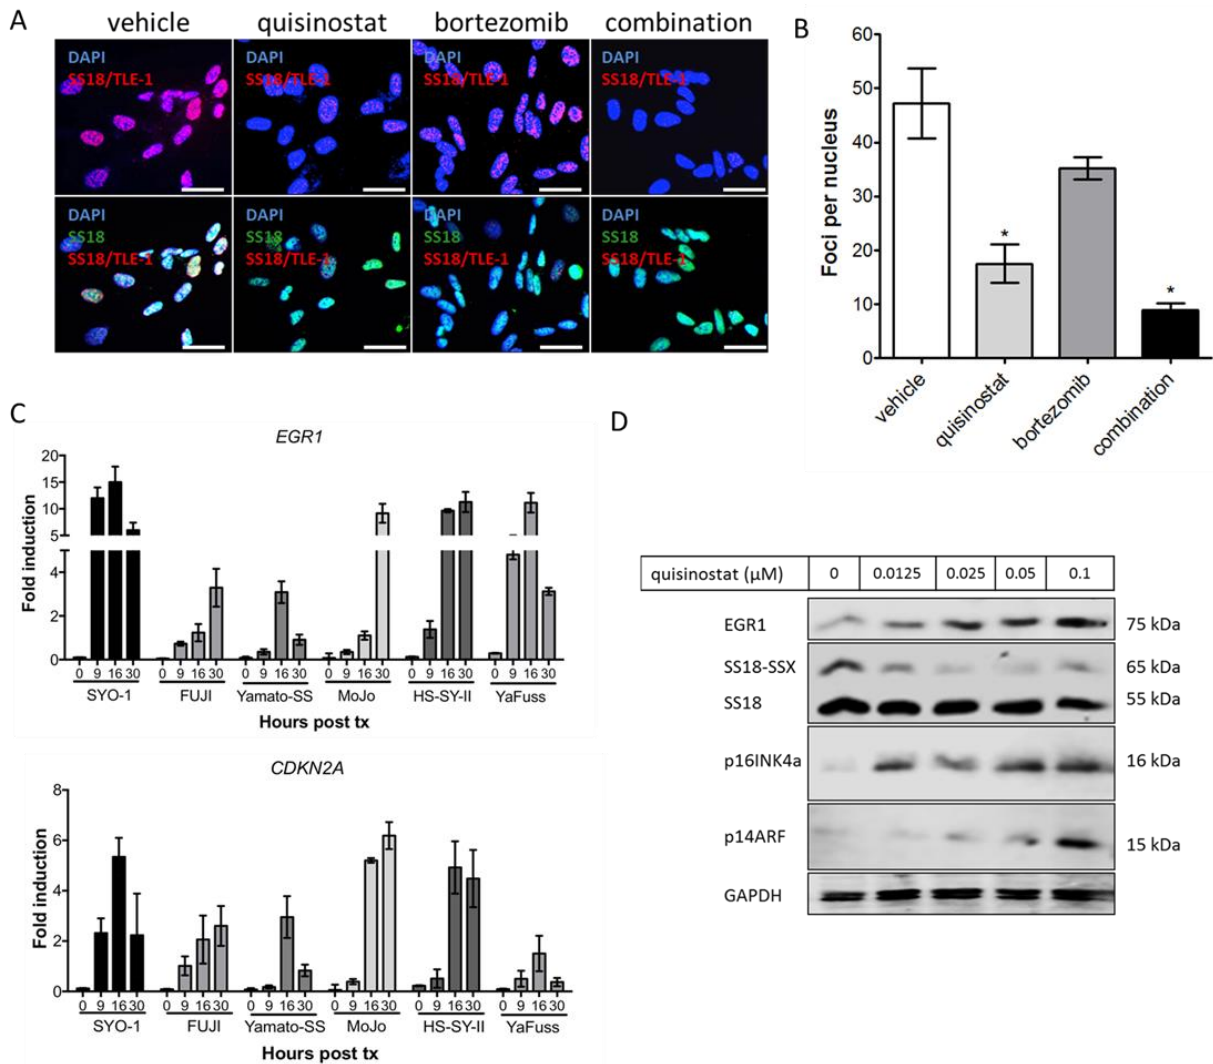 A
vehicle quisinostat bortezomib combination
DAPI DAPI DAPI DAPI
SS18/TLE-1 SS18/TLE-1 SS18/TLE-1 SS18/TLE-1
DAPI DAPI DAPI DAPI
SS18 SS18 SS18 SS18
SS18/TLE-1 SS18/TLE-1 SS18/TLE-1 SS18/TLE-1
B
Foci per nucleus
60
50
40
30
20
10
0
* *
vehicle quisinostat bortezomib combination
C
EGR1
Fold induction
20
15
10
5
4
2
0
0 9 16 30 0 9 16 30 0 9 16 30 0 9 16 30 0 9 16 30 0 9 16 30
SYO-1 FUJI Yamato-SS MoJo HS-SY-II YaFuss
Hours post tx
CDKN2A
Fold induction
8
6
4
2
0
0 9 16 30 0 9 16 30 0 9 16 30 0 9 16 30 0 9 16 30 0 9 16 30
SYO-1 FUJI Yamato-SS MoJo HS-SY-II YaFuss
Hours post tx
D
quisinostat (µM) 0 0.0125 0.025 0.05 0.1
EGR1 75 kDa
SS18-SSX 65 kDa
SS18 55 kDa
p16INK4a 16 kDa
p14ARF 15 kDa
GAPDH